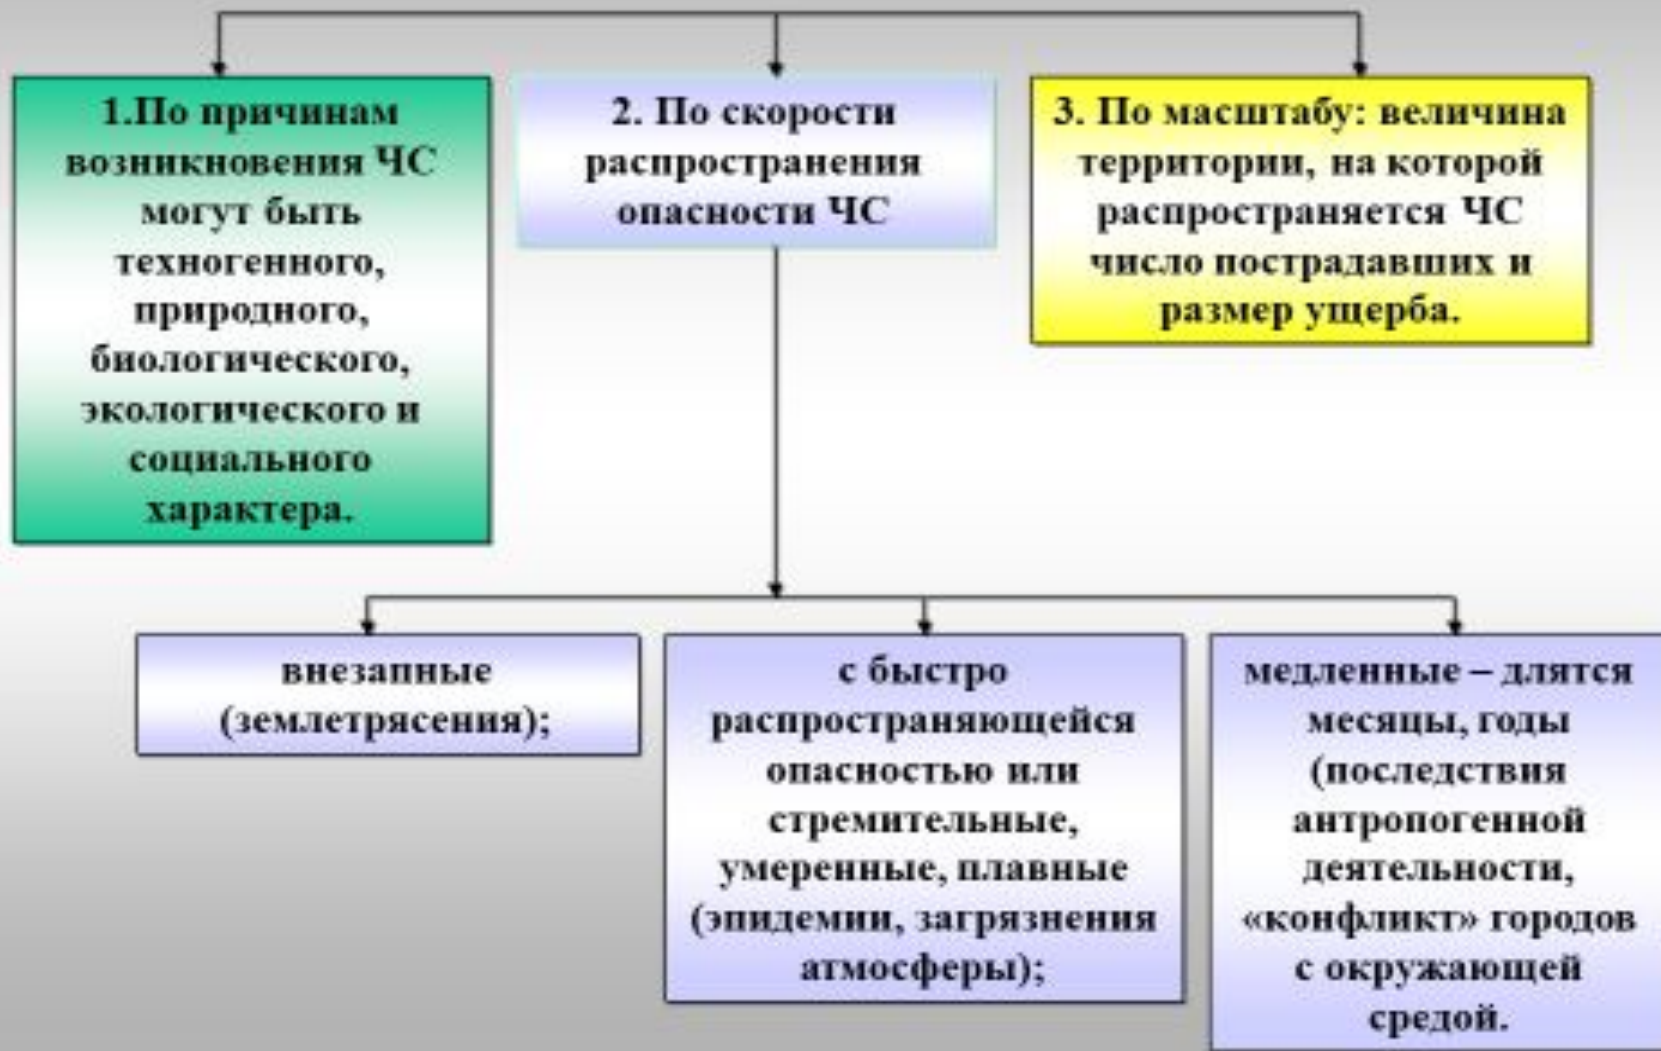 1.По причинам
возникновения ЧС
могут быть
техногенного,
природного,
биологического,
экологического и
социального
характера.
2. По скорости
распространения
опасности ЧС
3. По масштабу: величина
территории, на которой
распространяется ЧС
число пострадавших и
размер ущерба.
внезапные
(землетрясения);
с быстро
распространяющейся
опасностью или
стремительные,
умеренные, плавные
(эпидемии, загрязнения
атмосферы);
медленные – длятся
месяцы, годы
(последствия
антропогенной
деятельности,
«конфликт» городов
с окружающей
средой.